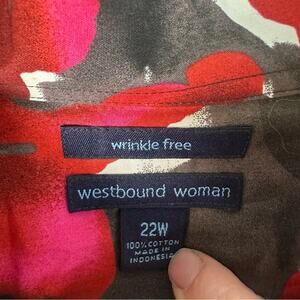 wrinkle free
westbound woman
22W
100% COTTON
MADE IN
INDONESIA